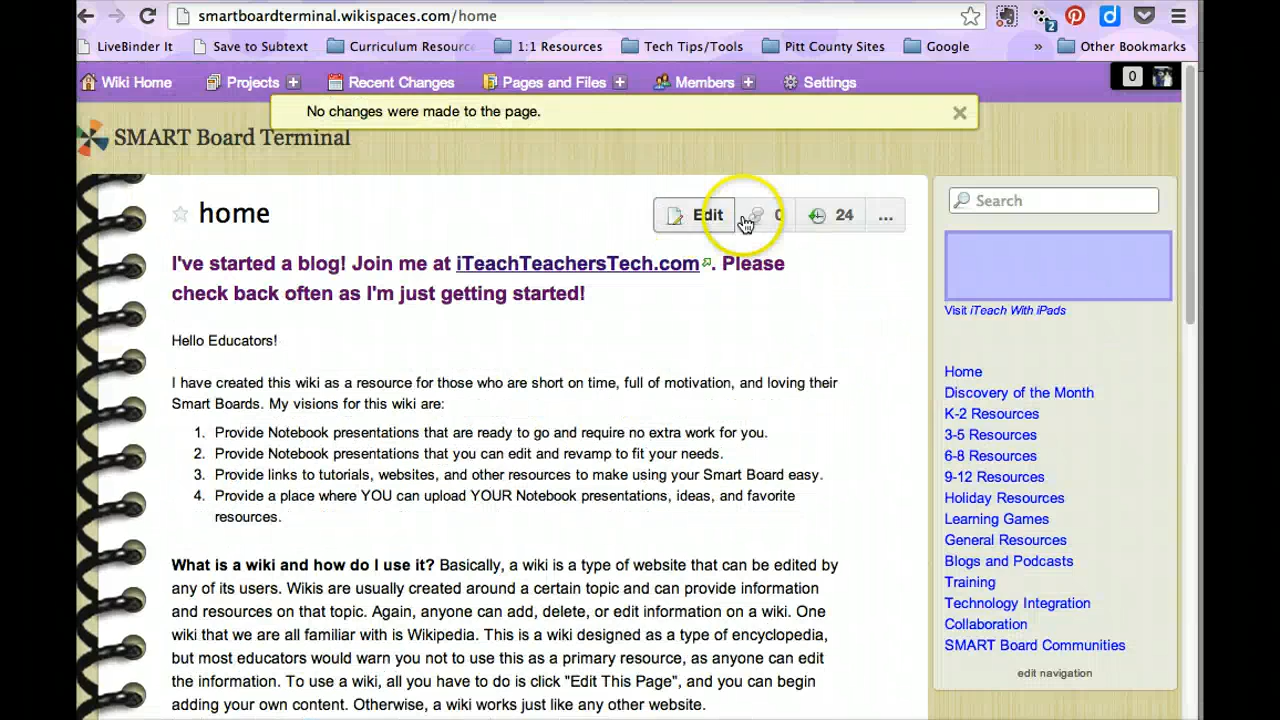 smartboardterminal.wikispaces.com/home
2
LiveBinder It Save to Subtext Curriculum Resourc 1:1 Resources Tech Tips/Tools Pitt County Sites Google » Other Bookmarks
Wiki Home Projects Recent Changes Pages and Files Members Settings 0
No changes were made to the page.
SMART Board Terminal
home
Edit 0 24 ...
Search
I've started a blog! Join me at iTeachTeachersTech.com. Please
check back often as I'm just getting started!
Hello Educators!
I have created this wiki as a resource for those who are short on time, full of motivation, and loving their
Smart Boards. My visions for this wiki are:
1. Provide Notebook presentations that are ready to go and require no extra work for you.
2. Provide Notebook presentations that you can edit and revamp to fit your needs.
3. Provide links to tutorials, websites, and other resources to make using your Smart Board easy.
4. Provide a place where YOU can upload YOUR Notebook presentations, ideas, and favorite
resources.
What is a wiki and how do I use it? Basically, a wiki is a type of website that can be edited by
any of its users. Wikis are usually created around a certain topic and can provide information
and resources on that topic. Again, anyone can add, delete, or edit information on a wiki. One
wiki that we are all familiar with is Wikipedia. This is a wiki designed as a type of encyclopedia,
but most educators would warn you not to use this as a primary resource, as anyone can edit
the information. To use a wiki, all you have to do is click "Edit This Page", and you can begin
adding your own content. Otherwise, a wiki works just like any other website.
Visit iTeach With iPads
Home
Discovery of the Month
K-2 Resources
3-5 Resources
6-8 Resources
9-12 Resources
Holiday Resources
Learning Games
General Resources
Blogs and Podcasts
Training
Technology Integration
Collaboration
SMART Board Communities
edit navigation